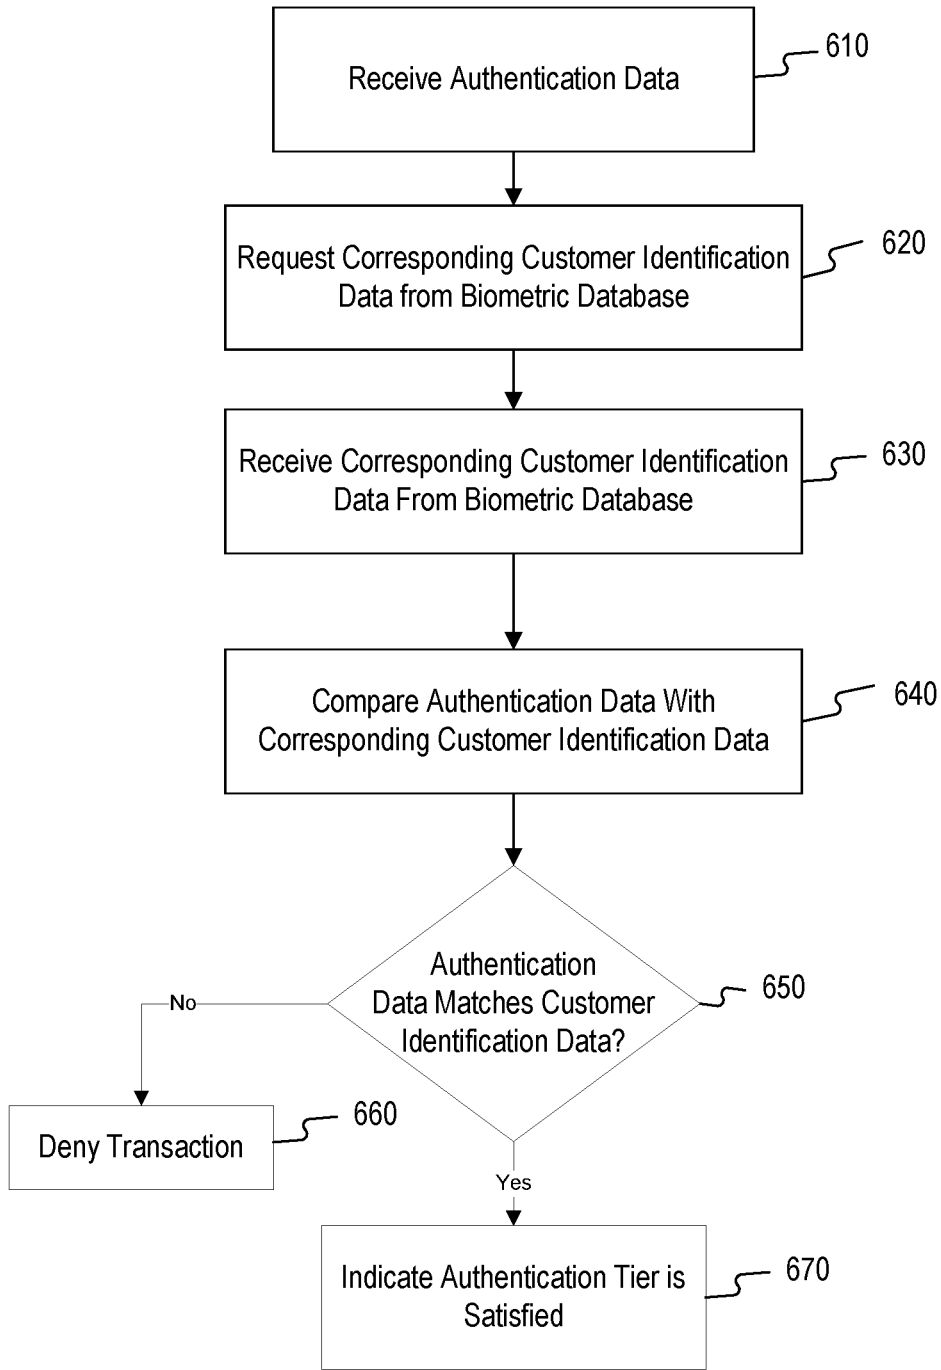 610
Receive Authentication Data
620
Request Corresponding Customer Identification
Data from Biometric Database
630
Receive Corresponding Customer Identification
Data From Biometric Database
640
Compare Authentication Data With
Corresponding Customer Identification Data
Authentication
Data Matches Customer
Identification Data?
650
No
660
Deny Transaction
Yes
670
Indicate Authentication Tier is
Satisfied